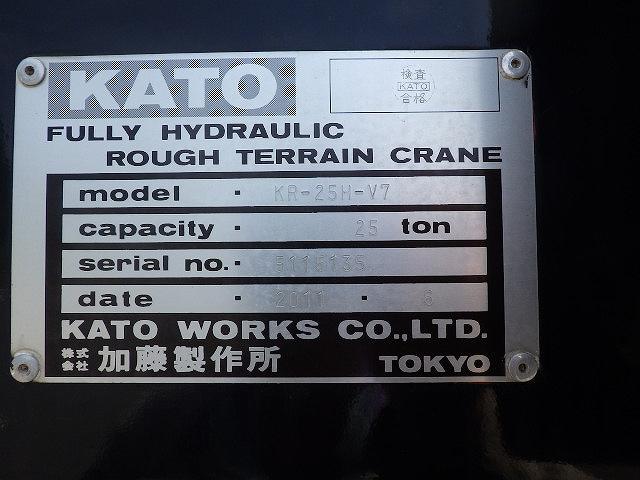 KATO
検査
KATO
合格
FULLY HYDRAULIC
ROUGH TERRAIN CRANE
model · KR-25H-V7
capacity · 25 ton
serial no. · 5115135
date · 2011 · 6
KATO WORKS CO.,LTD.
株式会社 加藤製作所 TOKYO